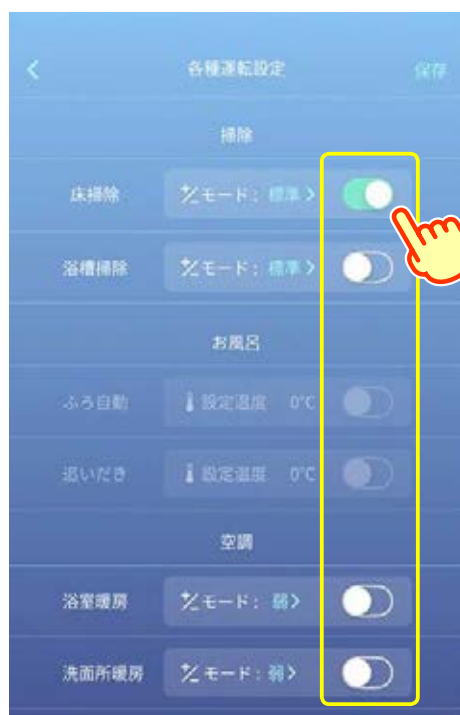 各種運転設定 保存
掃除
床掃除 モード： 標準
浴槽掃除 モード： 標準
お風呂
ふろ自動 設定温度 0℃
追いだき 設定温度 0℃
空調
浴室暖房 モード： 弱
洗面所暖房 モード： 弱